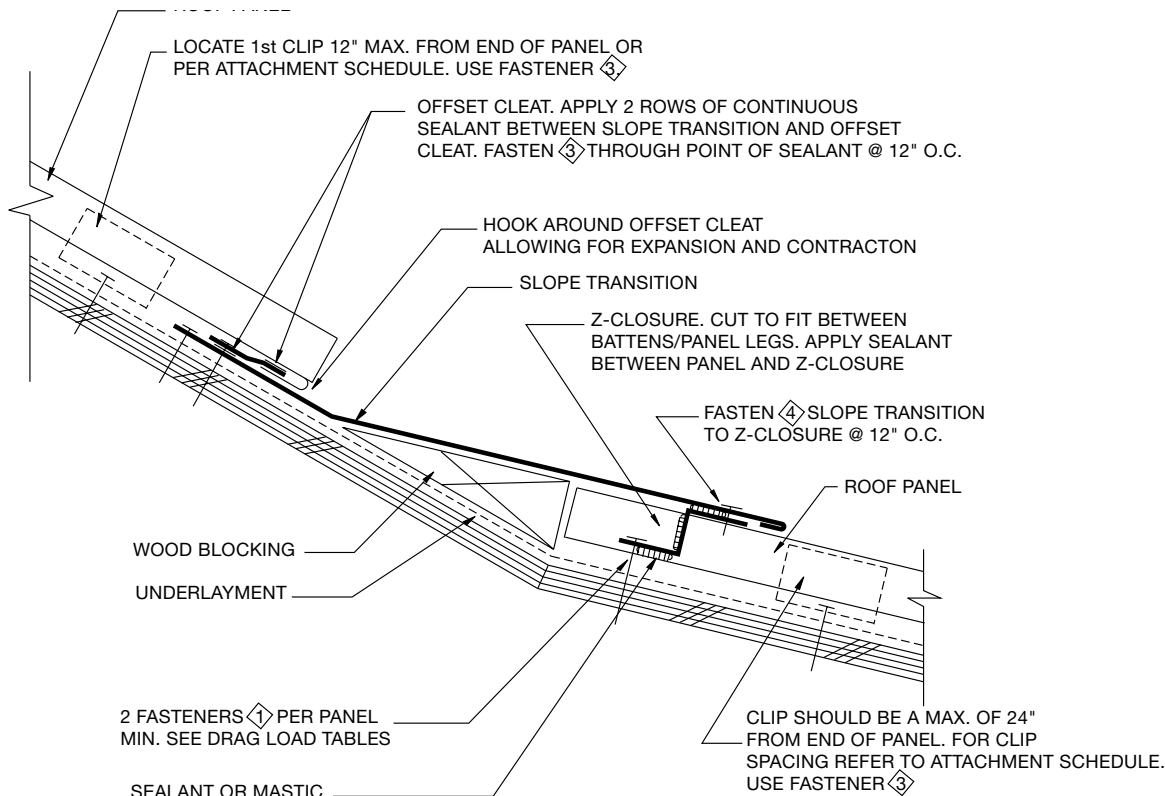 ROOF PANEL
LOCATE 1st CLIP 12" MAX. FROM END OF PANEL OR
PER ATTACHMENT SCHEDULE. USE FASTENER 3.
OFFSET CLEAT. APPLY 2 ROWS OF CONTINUOUS
SEALANT BETWEEN SLOPE TRANSITION AND OFFSET
CLEAT. FASTEN 3 THROUGH POINT OF SEALANT @ 12" O.C.
HOOK AROUND OFFSET CLEAT
ALLOWING FOR EXPANSION AND CONTRACTON
SLOPE TRANSITION
Z-CLOSURE. CUT TO FIT BETWEEN
BATTENS/PANEL LEGS. APPLY SEALANT
BETWEEN PANEL AND Z-CLOSURE
FASTEN 4 SLOPE TRANSITION
TO Z-CLOSURE @ 12" O.C.
ROOF PANEL
WOOD BLOCKING
UNDERLAYMENT
2 FASTENERS 1 PER PANEL
MIN. SEE DRAG LOAD TABLES
CLIP SHOULD BE A MAX. OF 24"
FROM END OF PANEL. FOR CLIP
SPACING REFER TO ATTACHMENT SCHEDULE.
USE FASTENER 3
SEALANT OR MASTIC